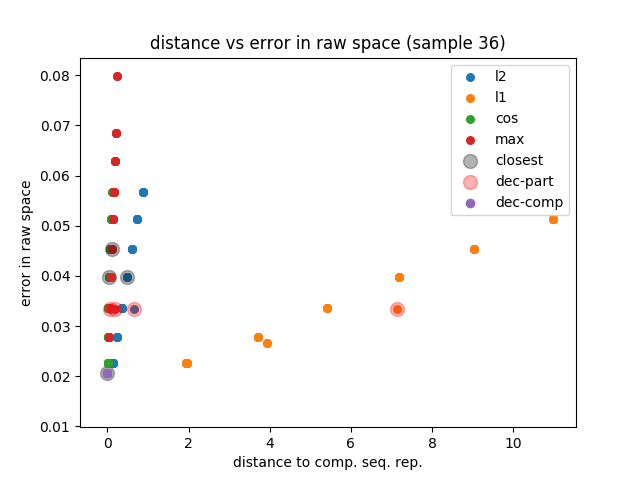 distance vs error in raw space (sample 36)
error in raw space
0.08
0.07
0.06
0.05
0.04
0.03
0.02
0.01
l2
l1
cos
max
closest
dec-part
dec-comp
0 2 4 6 8 10
distance to comp. seq. rep.